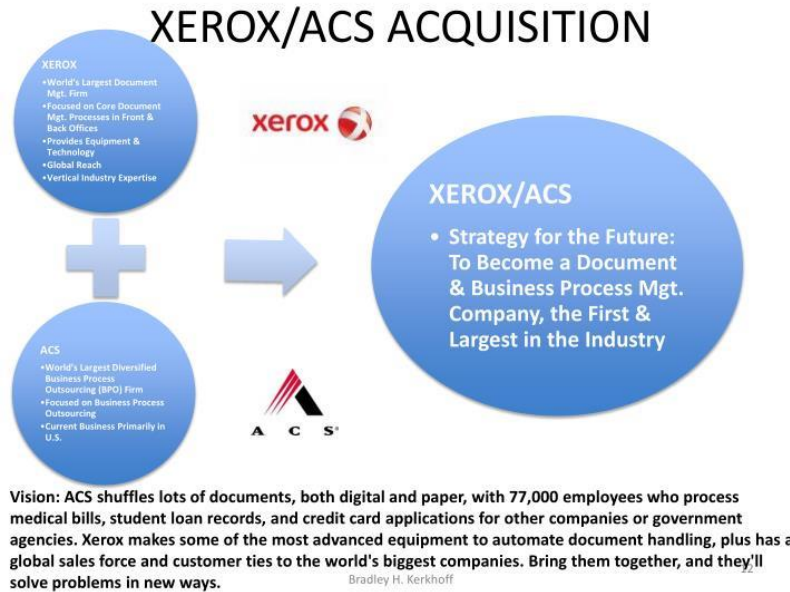 XEROX/ACS ACQUISITION
XEROX
•World's Largest Document
Mgt. Firm
•Focused on Core Document
Mgt. Processes in Front &
Back Offices
•Provides Equipment &
Technology
•Global Reach
•Vertical Industry Expertise
xerox
XEROX/ACS
• Strategy for the Future:
To Become a Document
& Business Process Mgt.
Company, the First &
Largest in the Industry
ACS
•World's Largest Diversified
Business Process
Outsourcing (BPO) Firm
•Focused on Business Process
Outsourcing
•Current Business Primarily in
U.S.
A C S
Vision: ACS shuffles lots of documents, both digital and paper, with 77,000 employees who process
medical bills, student loan records, and credit card applications for other companies or government
agencies. Xerox makes some of the most advanced equipment to automate document handling, plus has a
global sales force and customer ties to the world's biggest companies. Bring them together, and they'll
solve problems in new ways.
Bradley H. Kerkhoff
12